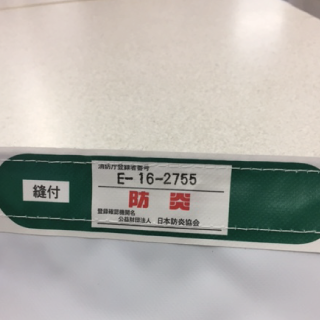 消防庁登録者番号
E-16-2755
縫付
防炎
登録確認機関名
公益財団法人 日本防炎協会